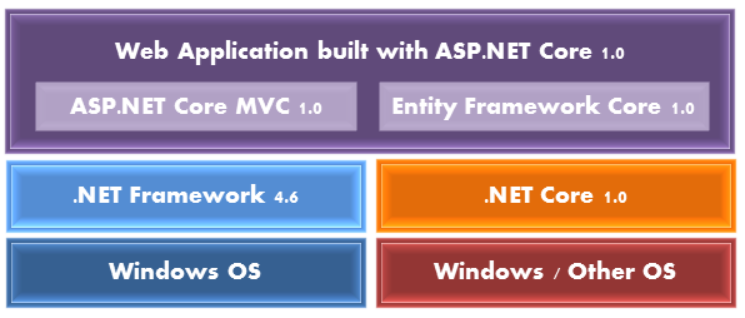 Web Application built with ASP.NET Core 1.0
ASP.NET Core MVC 1.0
Entity Framework Core 1.0
.NET Framework 4.6
.NET Core 1.0
Windows OS
Windows / Other OS